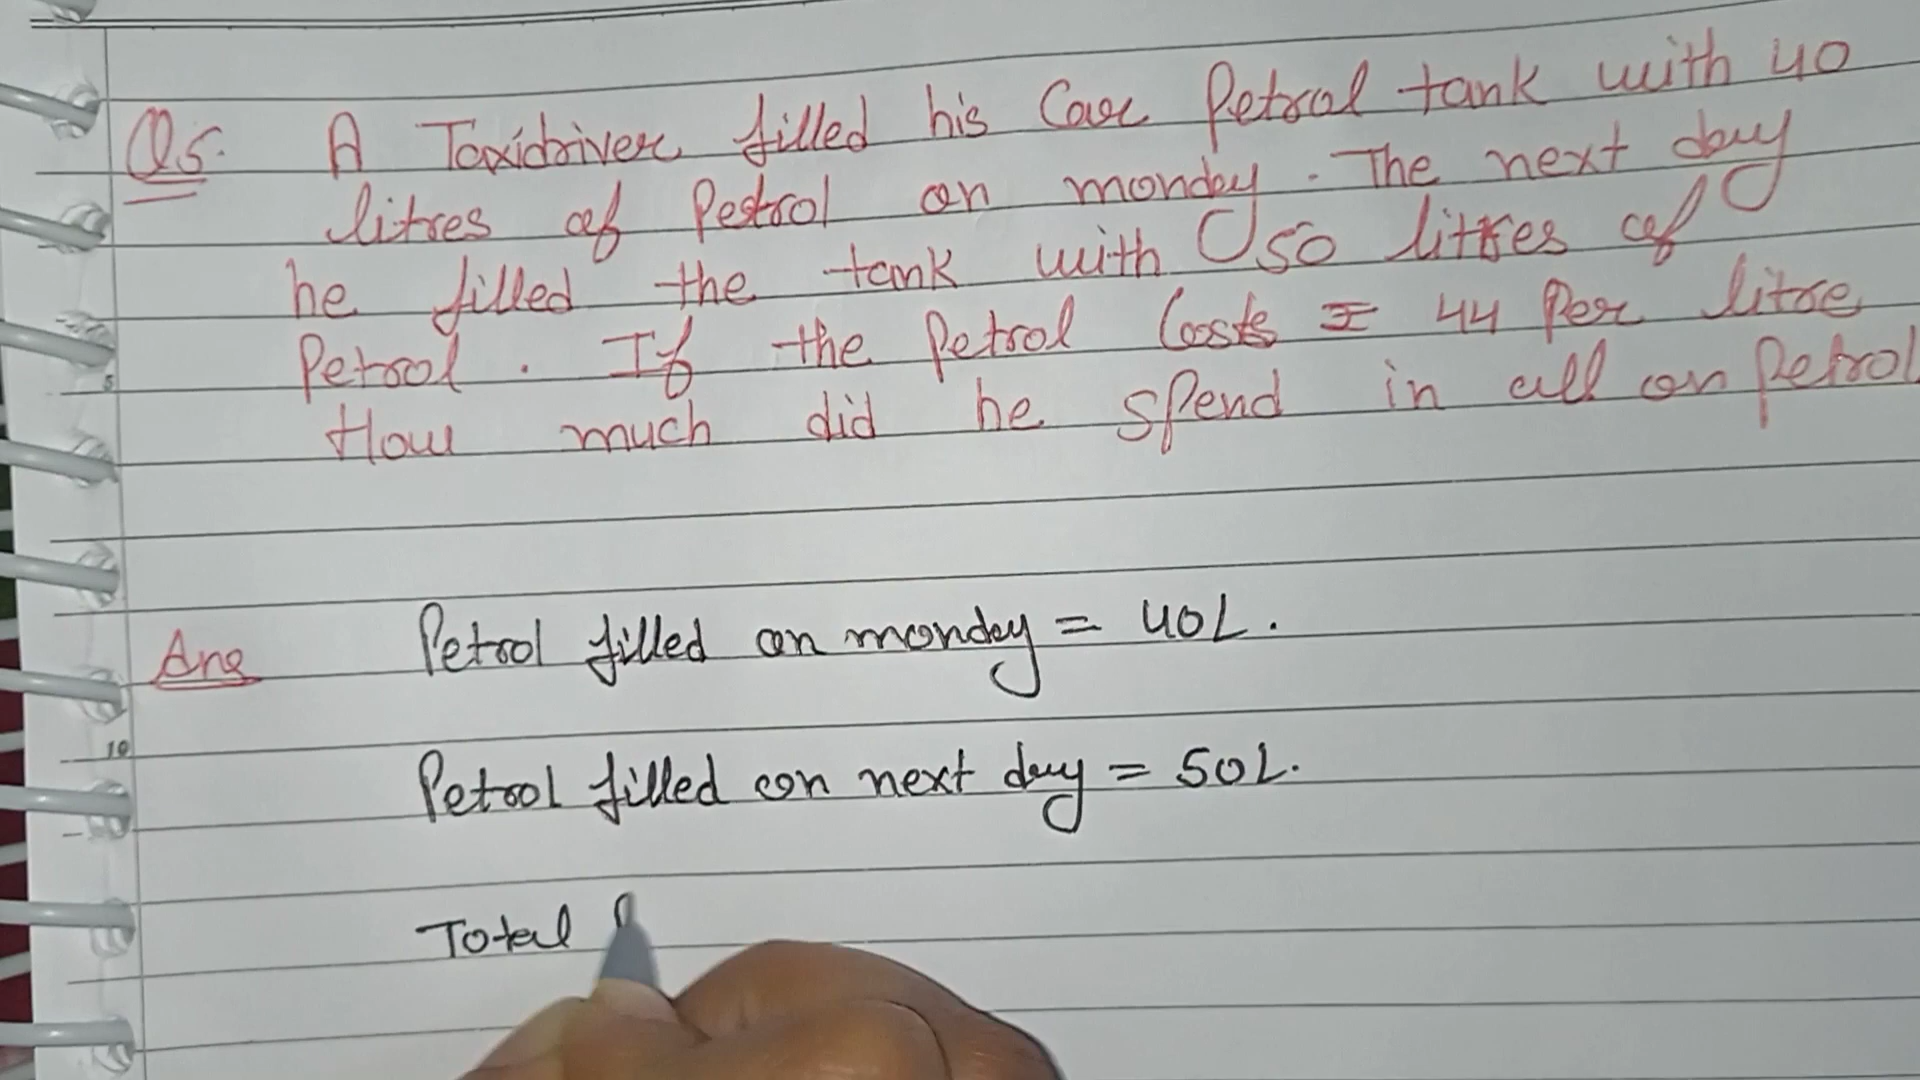 Q5. A Taxidriver filled his Car Petrol tank with 40
litres of Petrol on monday. The next day
he filled the tank with 50 litres of
Petrol. If the Petrol Costs ₹ 44 Per litre
How much did he spend in all on Petrol
Ans Petrol filled on monday = 40L.
Petrol filled on next day = 50L.
Total P